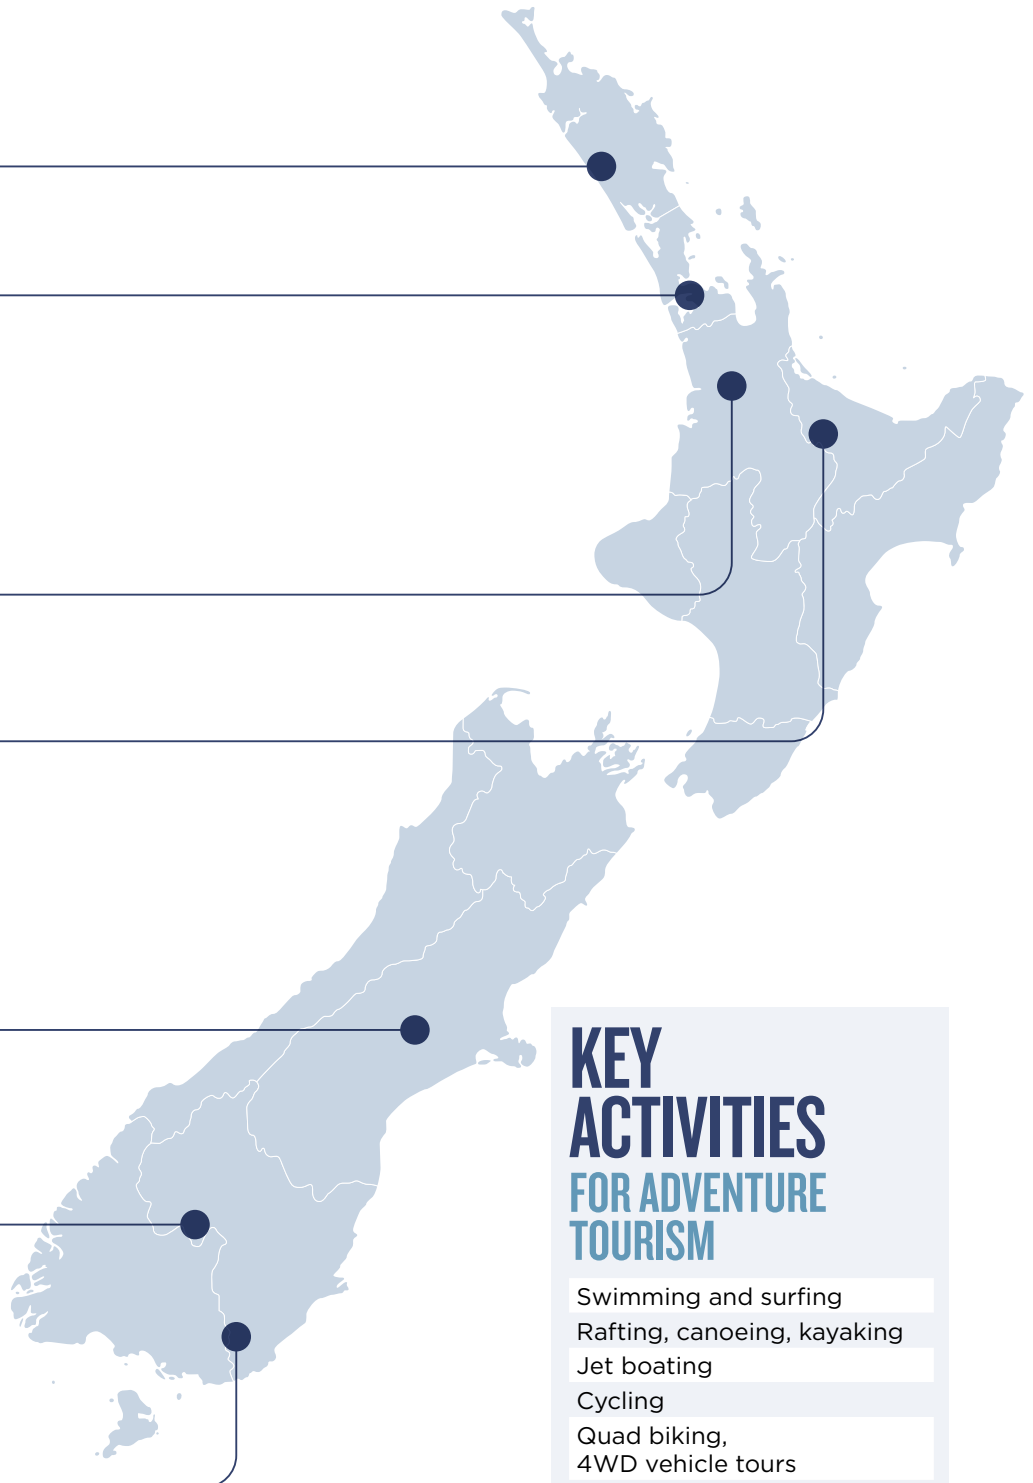 KEY
ACTIVITIES
FOR ADVENTURE
TOURISM
Swimming and surfing
Rafting, canoeing, kayaking
Jet boating
Cycling
Quad biking,
4WD vehicle tours